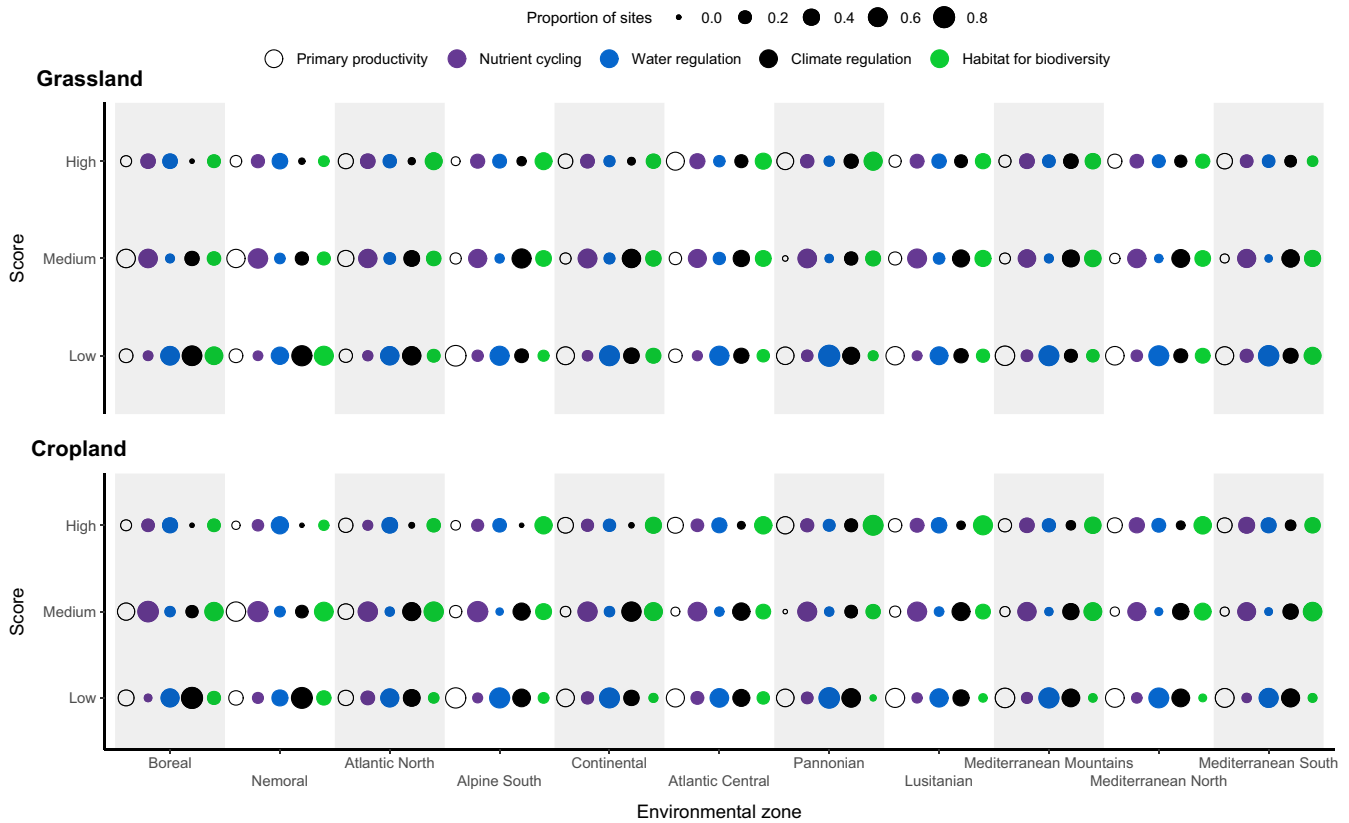 Proportion of sites 0.0 0.2 0.4 0.6 0.8
Primary productivity Nutrient cycling Water regulation Climate regulation Habitat for biodiversity
Grassland
High
Medium
Low
Score
Cropland
High
Medium
Low
Score
Boreal Atlantic North Continental Pannonian Mediterranean Mountains Mediterranean South
Nemoral Alpine South Atlantic Central Lusitanian Mediterranean North
Environmental zone